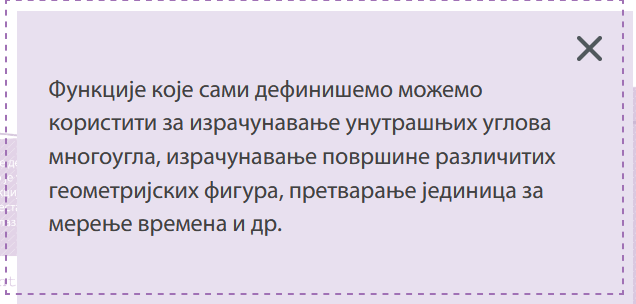 Функције које сами дефинишемо можемо
користити за израчунавање унутрашњих углова
многоугла, израчунавање површине различитих
геометријских фигура, претварање јединица за
мерење времена и др.